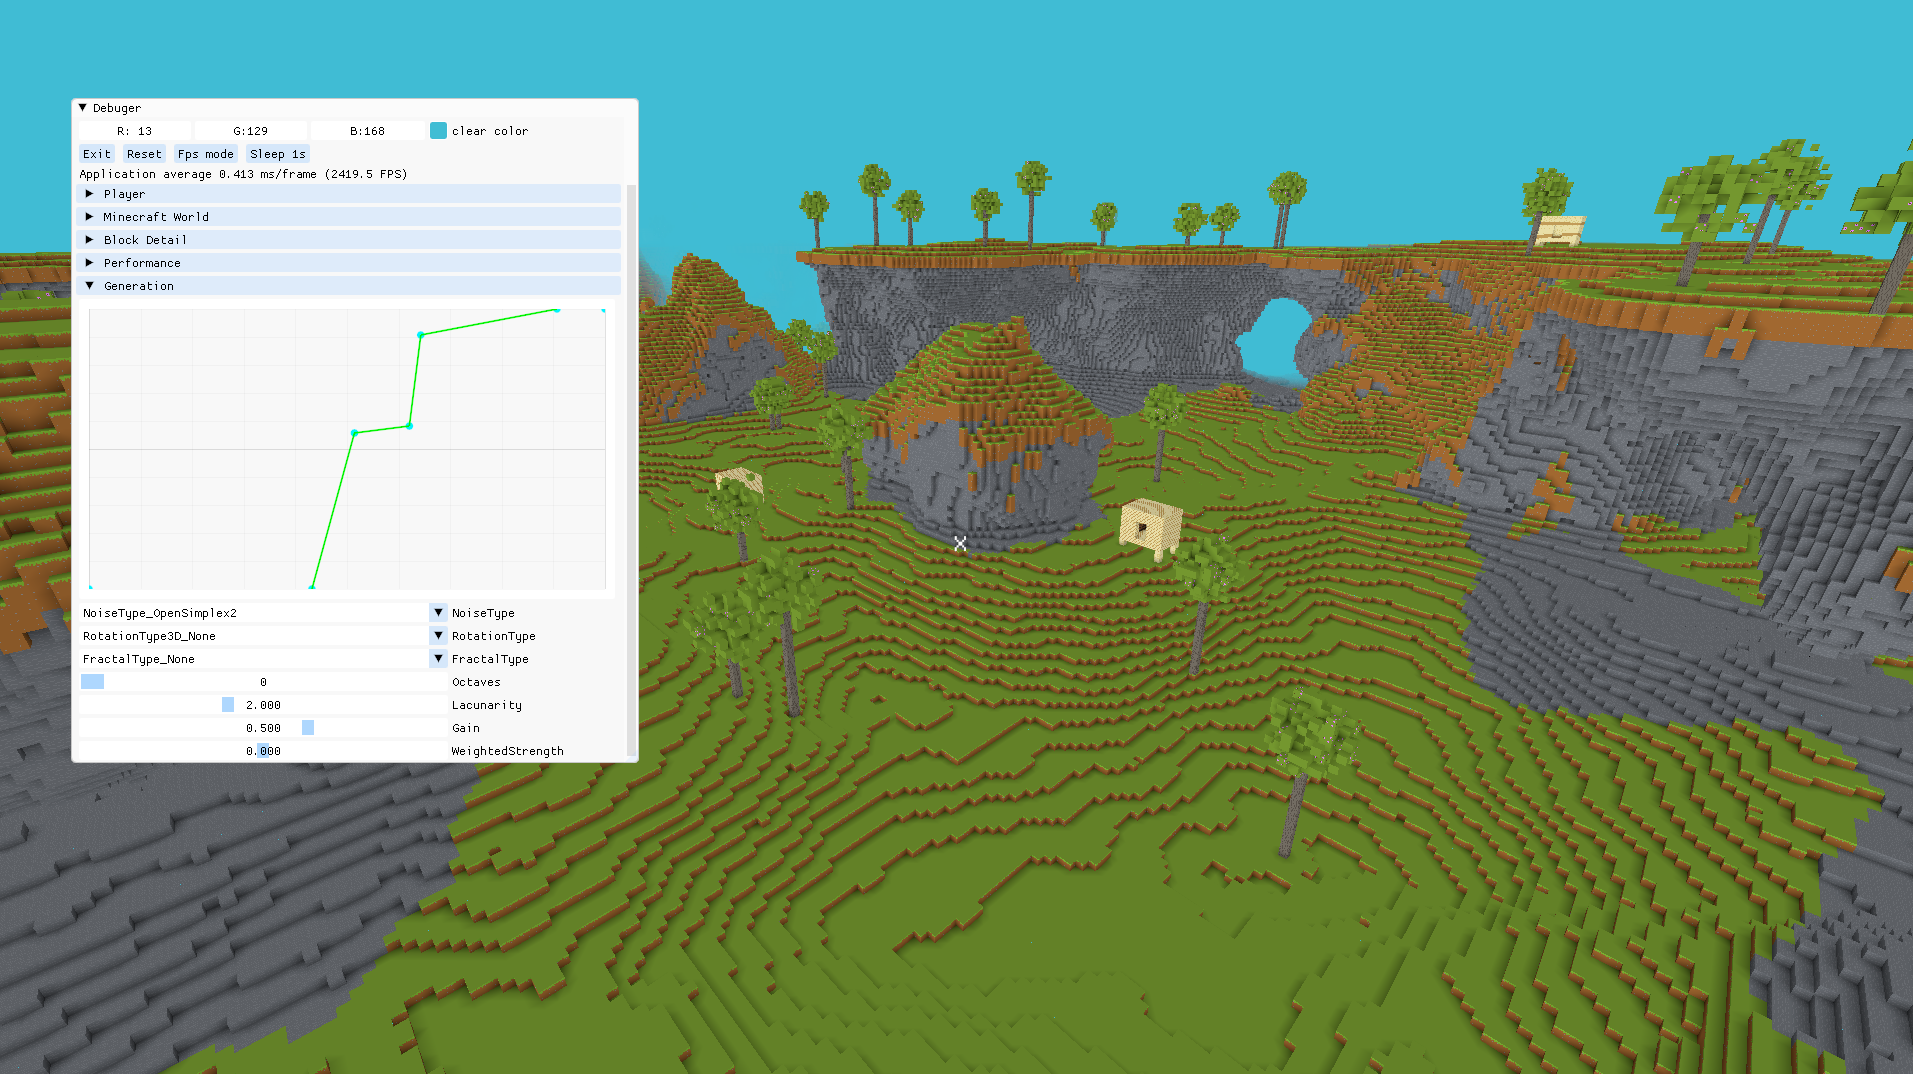 Debuger
R: 13 G:129 B:168 clear color
Exit Reset Fps mode Sleep 1s
Application average 0.413 ms/frame (2419.5 FPS)
Player
Minecraft World
Block Detail
Performance
Generation
NoiseType_OpenSimplex2 NoiseType
RotationType3D_None RotationType
FractalType_None FractalType
0 Octaves
2.000 Lacunarity
0.500 Gain
0.000 WeightedStrength